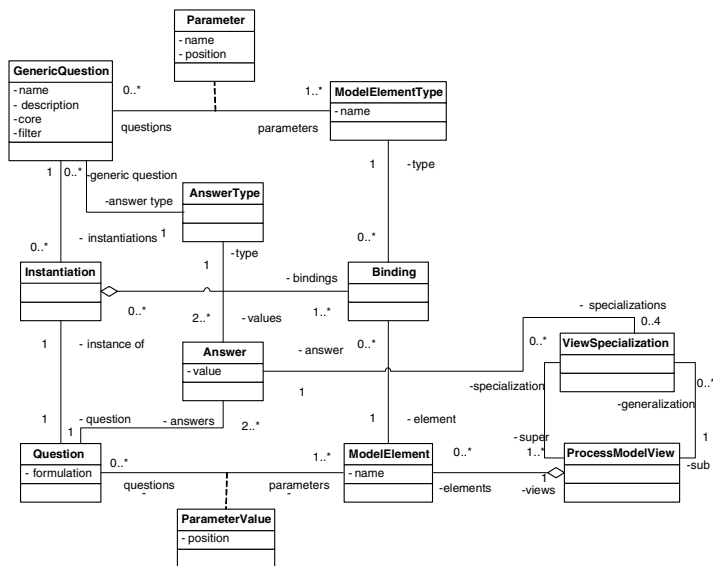 Parameter
- name
- position
GenericQuestion
-name
- description
-core
-filter
0..*
1..*
questions
parameters
ModelElementType
- name
1
0..*
-generic question
-answer type
1
AnswerType
1
-type
- instantiations
0..*
-type
1
0..*
Instantiation
- bindings
Binding
0..*
1..*
2..*
- values
- specializations
0..4
0..*
1
- instance of
Answer
- value
- answer
0..*
ViewSpecialization
1
-specialization
0..*
-generalization
1
- question
- answers
1
2..*
1
- element
-super
1
Question
- formulation
0..*
1..*
ModelElement
- name
0..*
1..*
ProcessModelView
-sub
questions
-
parameters
-
-elements
1
-views
ParameterValue
- position